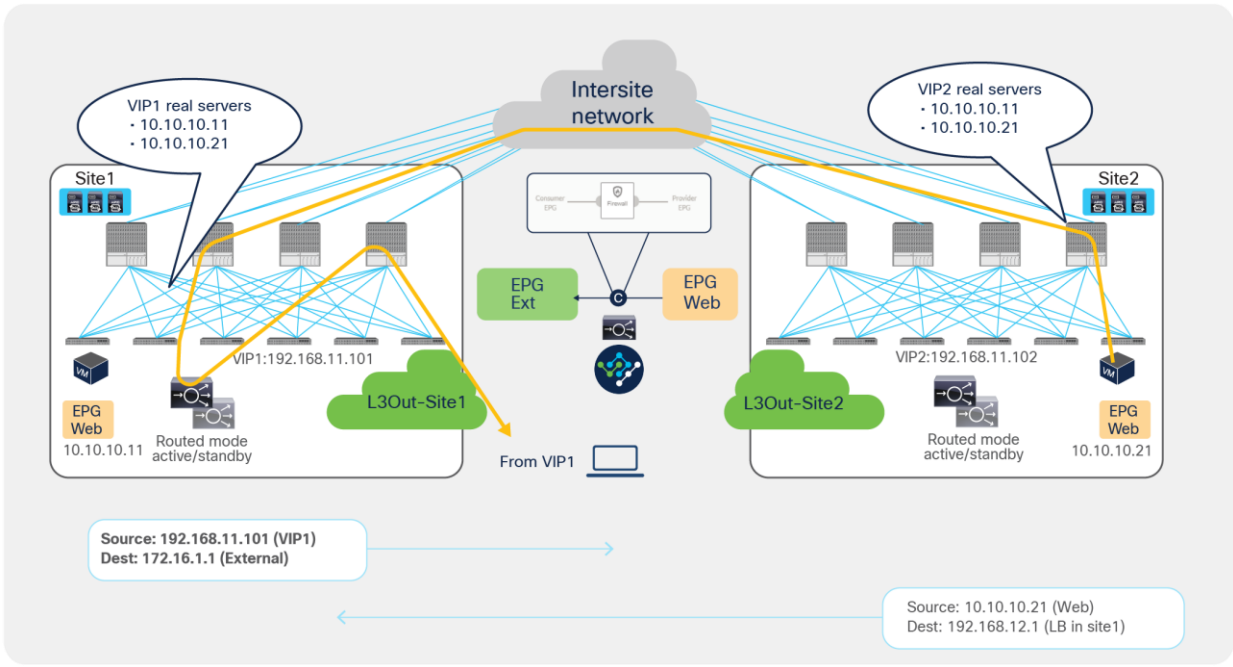 Intersite
network
VIP1 real servers
• 10.10.10.11
• 10.10.10.21
VIP2 real servers
• 10.10.10.11
• 10.10.10.21
Site1
Site2
Consumer
EPG
Firewall
Provider
EPG
EPG
Ext
C
EPG
Web
VIP1:192.168.11.101
VIP2:192.168.11.102
VM
VM
L3Out-Site1
L3Out-Site2
EPG
Web
10.10.10.11
Routed mode
active/standby
Routed mode
active/standby
EPG
Web
10.10.10.21
From VIP1
Source: 192.168.11.101 (VIP1)
Dest: 172.16.1.1 (External)
Source: 10.10.10.21 (Web)
Dest: 192.168.12.1 (LB in site1)